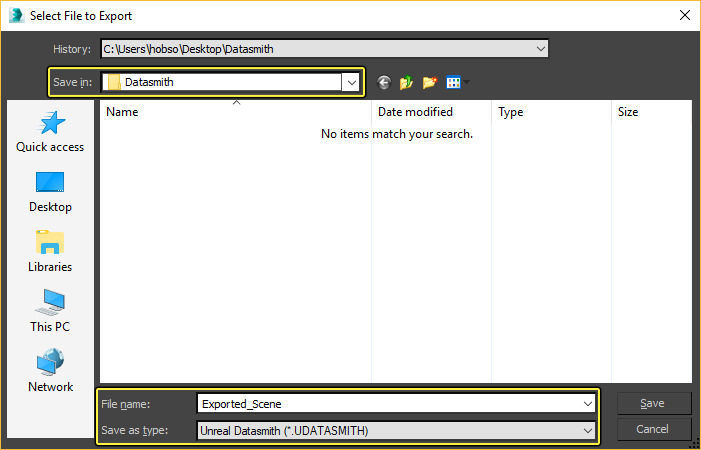 Select File to Export
History: C:\Users\hobso\Desktop\Datasmith
Save in: Datasmith
Name Date modified Type Size
No items match your search.
Quick access
Desktop
Libraries
This PC
Network
File name: Exported_Scene Save
Save as type: Unreal Datasmith (*.UDATASMITH) Cancel